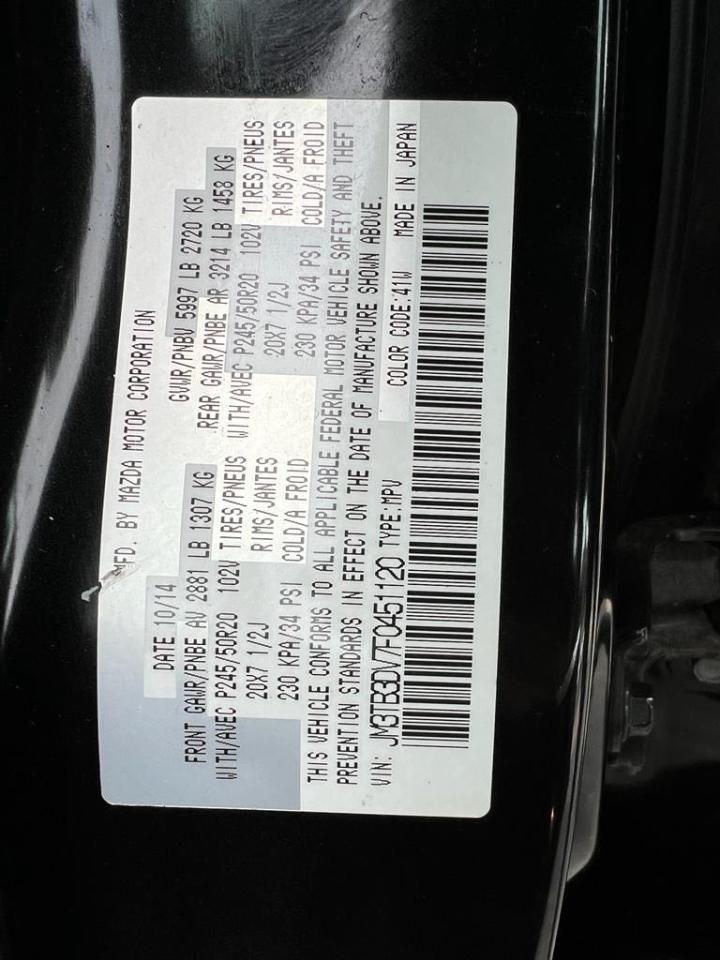 MFD. BY MAZDA MOTOR CORPORATION
DATE 10/14 GVWR/PNBV 5997 LB 2720 KG
FRONT GAWR/PNBE AV 2881 LB 1307 KG REAR GAWR/PNBE AR 3214 LB 1458 KG
WITH/AVEC P245/50R20 102V TIRES/PNEUS WITH/AVEC P245/50R20 102V TIRES/PNEUS
20X7 1/2J RIMS/JANTES 20X7 1/2J RIMS/JANTES
230 KPA/34 PSI COLD/A FROID 230 KPA/34 PSI COLD/A FROID
THIS VEHICLE CONFORMS TO ALL APPLICABLE FEDERAL MOTOR VEHICLE SAFETY AND THEFT
PREVENTION STANDARDS IN EFFECT ON THE DATE OF MANUFACTURE SHOWN ABOVE.
VIN: JM3TB3DV7F0451120 TYPE:MPV COLOR CODE:41W MADE IN JAPAN